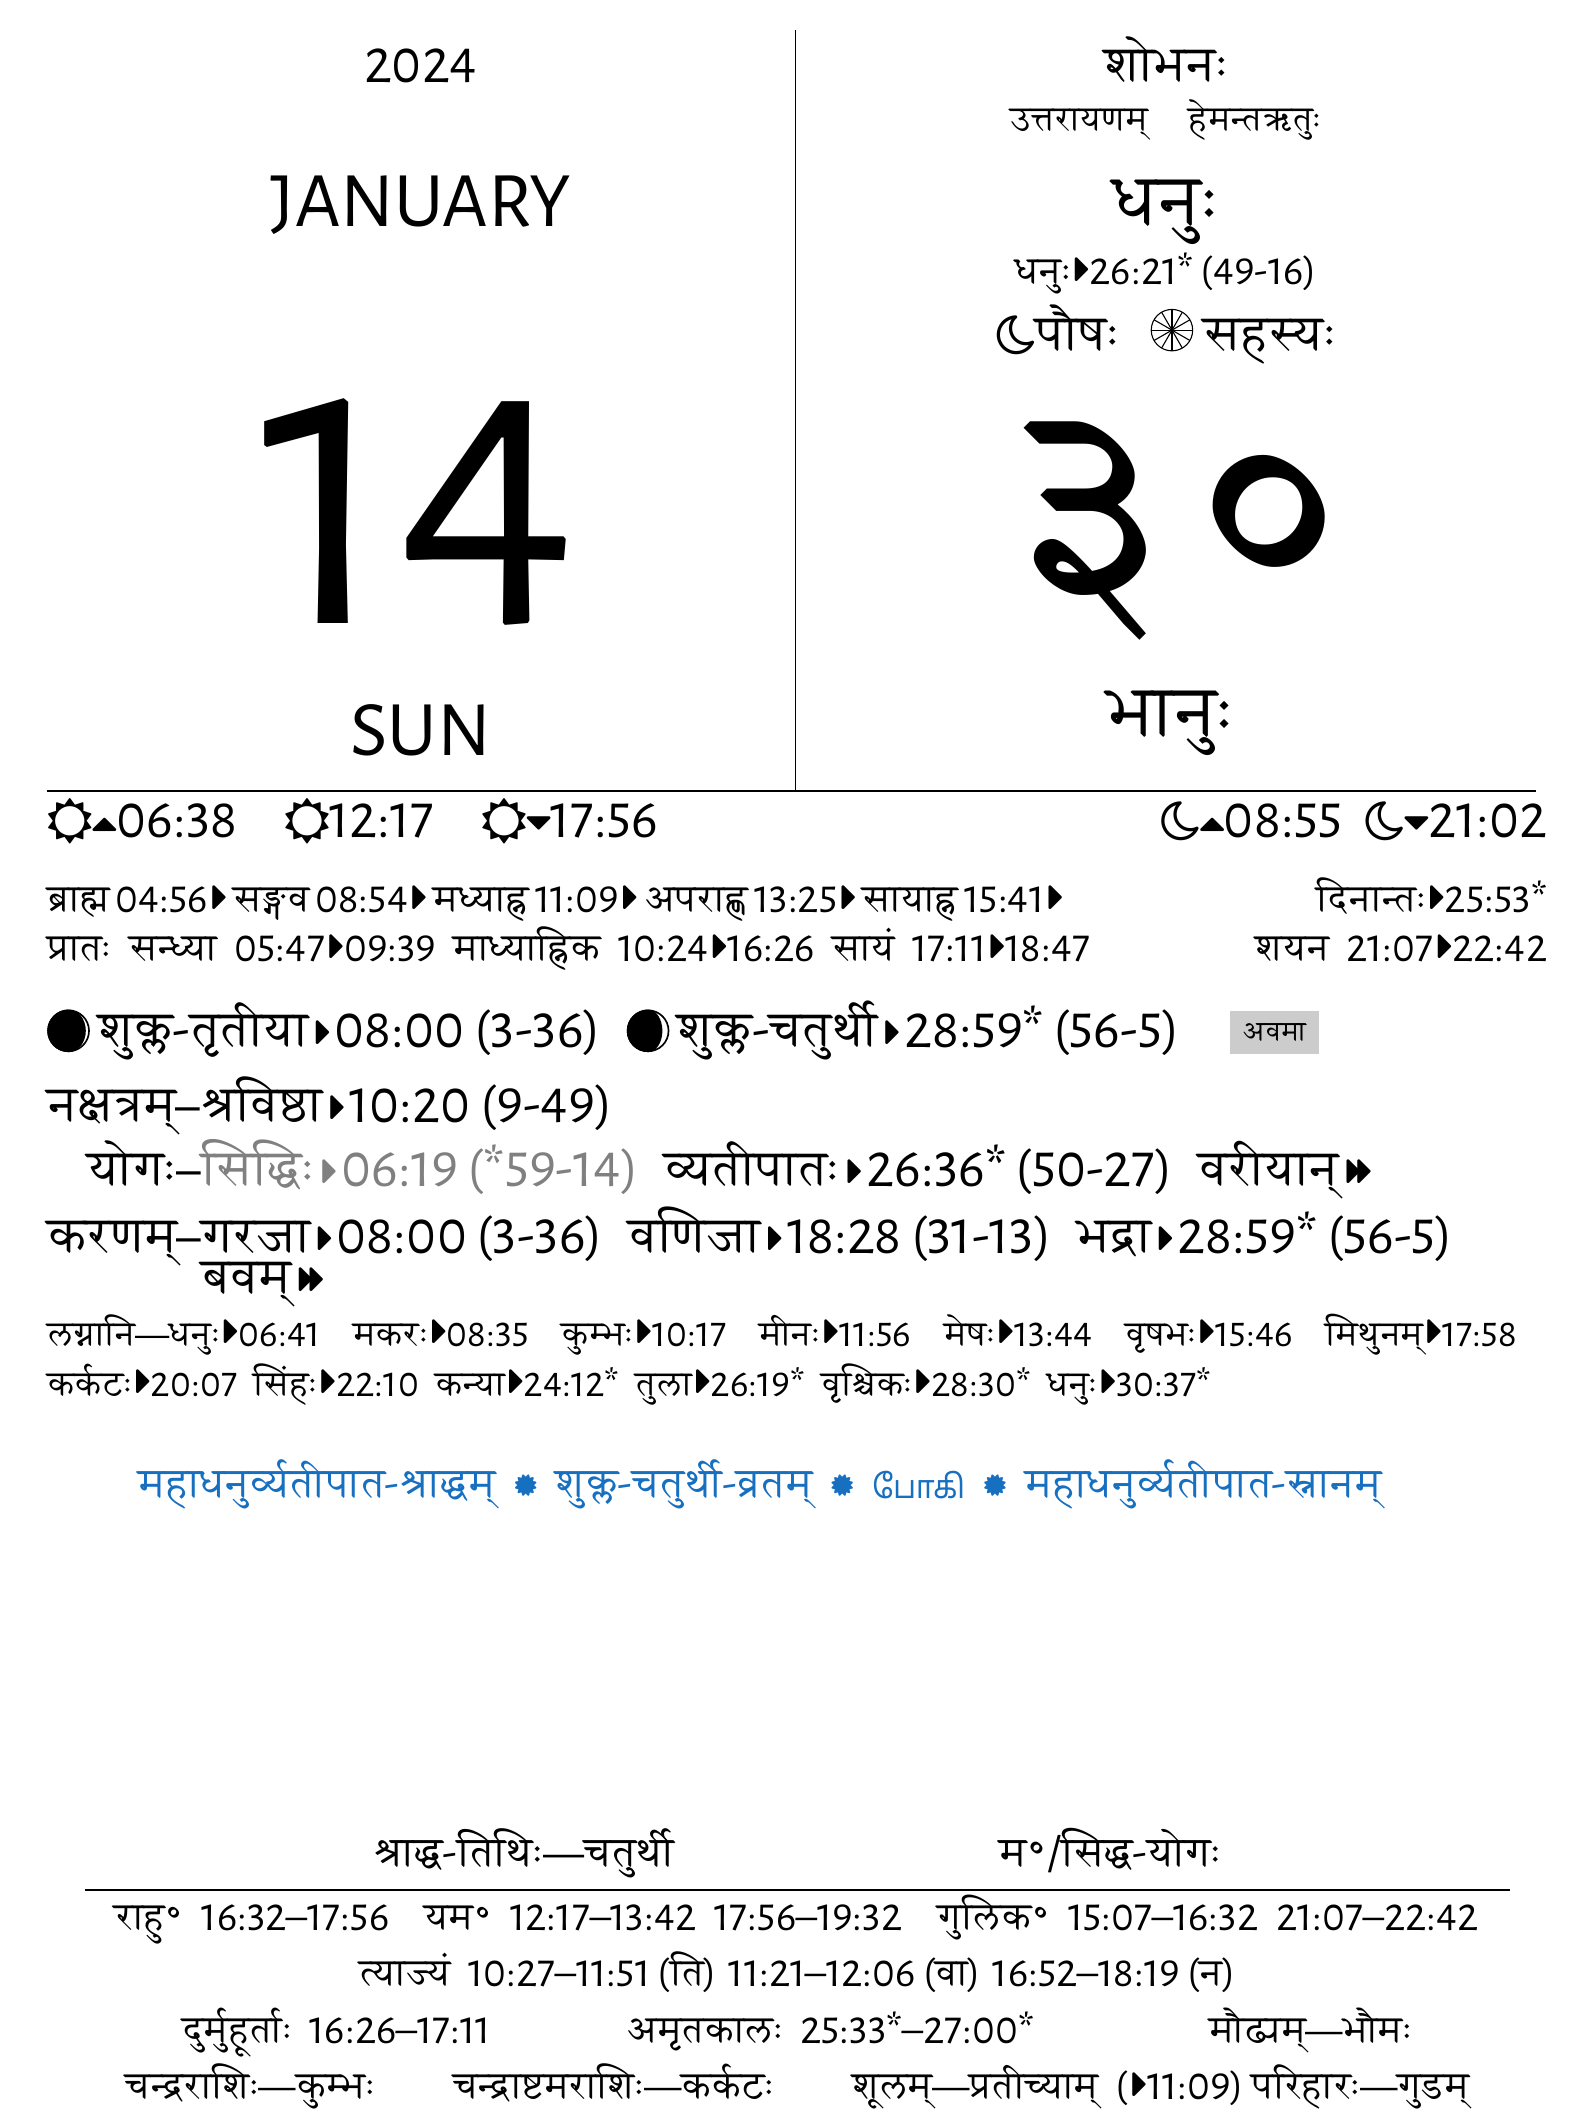 2024
JANUARY
14
SUN
शोभनः
उत्तरायणम् हेमन्तऋतुः
धनुः
धनुः⏵26:21* (49-16)
पौषः सहस्यः
३०
भानुः
06:38 12:17 17:56 08:55 21:02
ब्राह्म 04:56⏵ सङ्गव 08:54⏵ मध्याह्न 11:09⏵ अपराह्ण 13:25⏵ सायाह्न 15:41⏵ दिनान्तः⏵25:53*
प्रातः सन्ध्या 05:47⏵09:39 माध्याह्निक 10:24⏵16:26 सायं 17:11⏵18:47 शयन 21:07⏵22:42
शुक्ल-तृतीया⏵08:00 (3-36) शुक्ल-चतुर्थी⏵28:59* (56-5) अवमा
नक्षत्रम्–श्रविष्ठा⏵10:20 (9-49)
योगः–सिद्धिः⏵06:19 (*59-14) व्यतीपातः⏵26:36* (50-27) वरीयान्⏩
करणम्–गरजा⏵08:00 (3-36) वणिजा⏵18:28 (31-13) भद्रा⏵28:59* (56-5)
बवम्⏩
लग्नानि—धनुः⏵06:41 मकरः⏵08:35 कुम्भः⏵10:17 मीनः⏵11:56 मेषः⏵13:44 वृषभः⏵15:46 मिथुनम्⏵17:58
कर्कटः⏵20:07 सिंहः⏵22:10 कन्या⏵24:12* तुला⏵26:19* वृश्चिकः⏵28:30* धनुः⏵30:37*
महाधनुर्व्यतीपात-श्राद्धम् ✹ शुक्ल-चतुर्थी-व्रतम् ✹ போகி ✹ महाधनुर्व्यतीपात-स्नानम्
श्राद्ध-तिथिः—चतुर्थी म॰/सिद्ध-योगः
राहु॰ 16:32–17:56 यम॰ 12:17–13:42 17:56–19:32 गुलिक॰ 15:07–16:32 21:07–22:42
त्याज्यं 10:27–11:51 (ति) 11:21–12:06 (वा) 16:52–18:19 (न)
दुर्मुहूर्ताः 16:26–17:11 अमृतकालः 25:33*–27:00* मौढ्यम्—भौमः
चन्द्रराशिः—कुम्भः चन्द्राष्टमराशिः—कर्कटः शूलम्—प्रतीच्याम् (⏵11:09) परिहारः—गुडम्